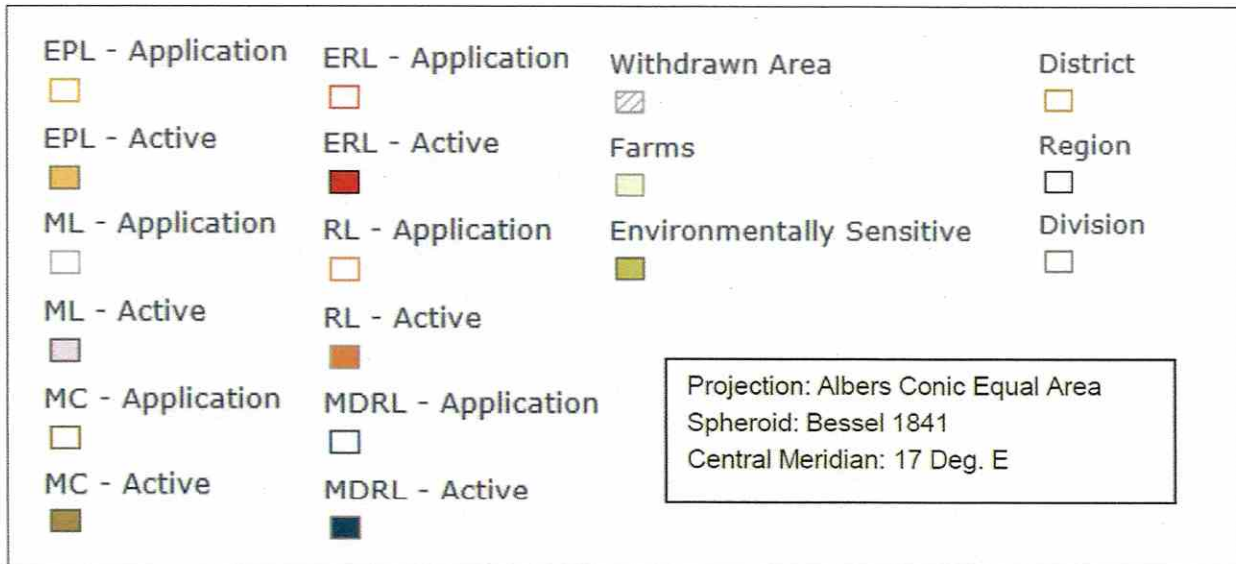 EPL - Application
EPL - Active
ML - Application
ML - Active
MC - Application
MC - Active
ERL - Application
ERL - Active
RL - Application
RL - Active
MDRL - Application
MDRL - Active
Withdrawn Area
Farms
Environmentally Sensitive
District
Region
Division
Projection: Albers Conic Equal Area
Spheroid: Bessel 1841
Central Meridian: 17 Deg. E